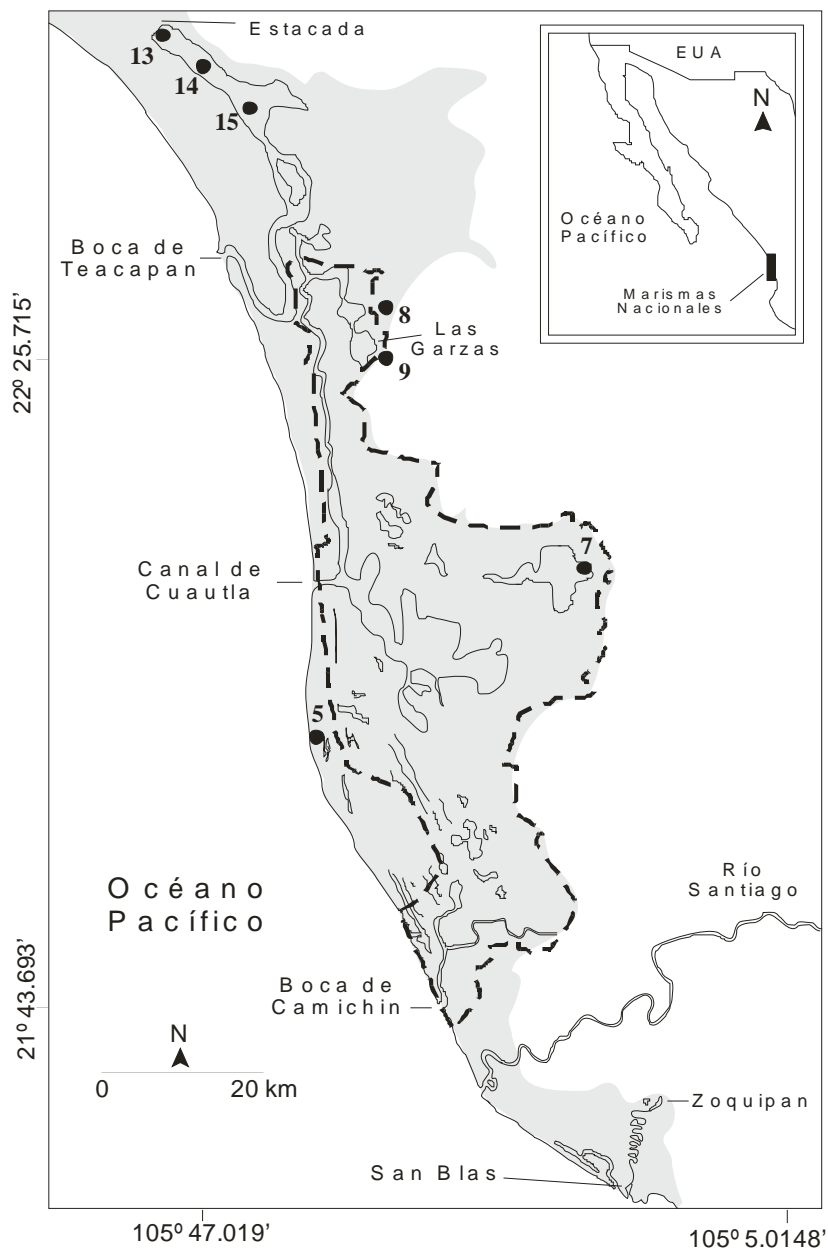 Estacada
13
14
15
EUA
N
Océano
Pacífico
Marismas
Nacionales
Boca de
Teacapan
8
Las
Garzas
9
22º 25.715’
7
Canal de
Cuautla
5
Océano
Pacífico
Río
Santiago
Boca de
Camichin
21º 43.693’
N
0 20 km
Zoquipan
San Blas
105º 47.019’
105º 5.0148’